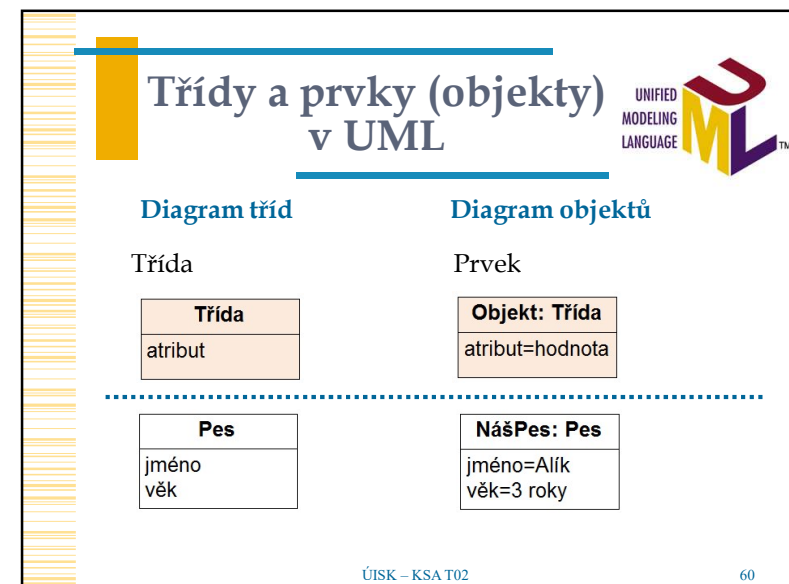 Třídy a prvky (objekty)
v UML
UNIFIED
MODELING
LANGUAGE
UML
TM
Diagram tříd
Diagram objektů
Třída
Prvek
Třída
atribut
Objekt: Třída
atribut=hodnota
Pes
jméno
věk
NášPes: Pes
jméno=Alík
věk=3 roky
ÚISK – KSA T02
60